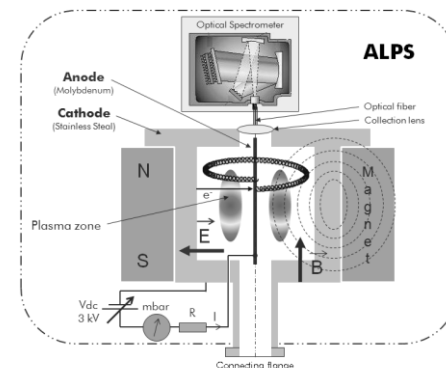 Optical Spectrometer
ALPS
Anode
(Molybdenum)
Cathode
(Stainless Steal)
Optical fiber
Collection lens
N
S
Magnet
e-
Plasma zone
E
B
Vdc
3 kV
mbar
R
I
Connecting flange